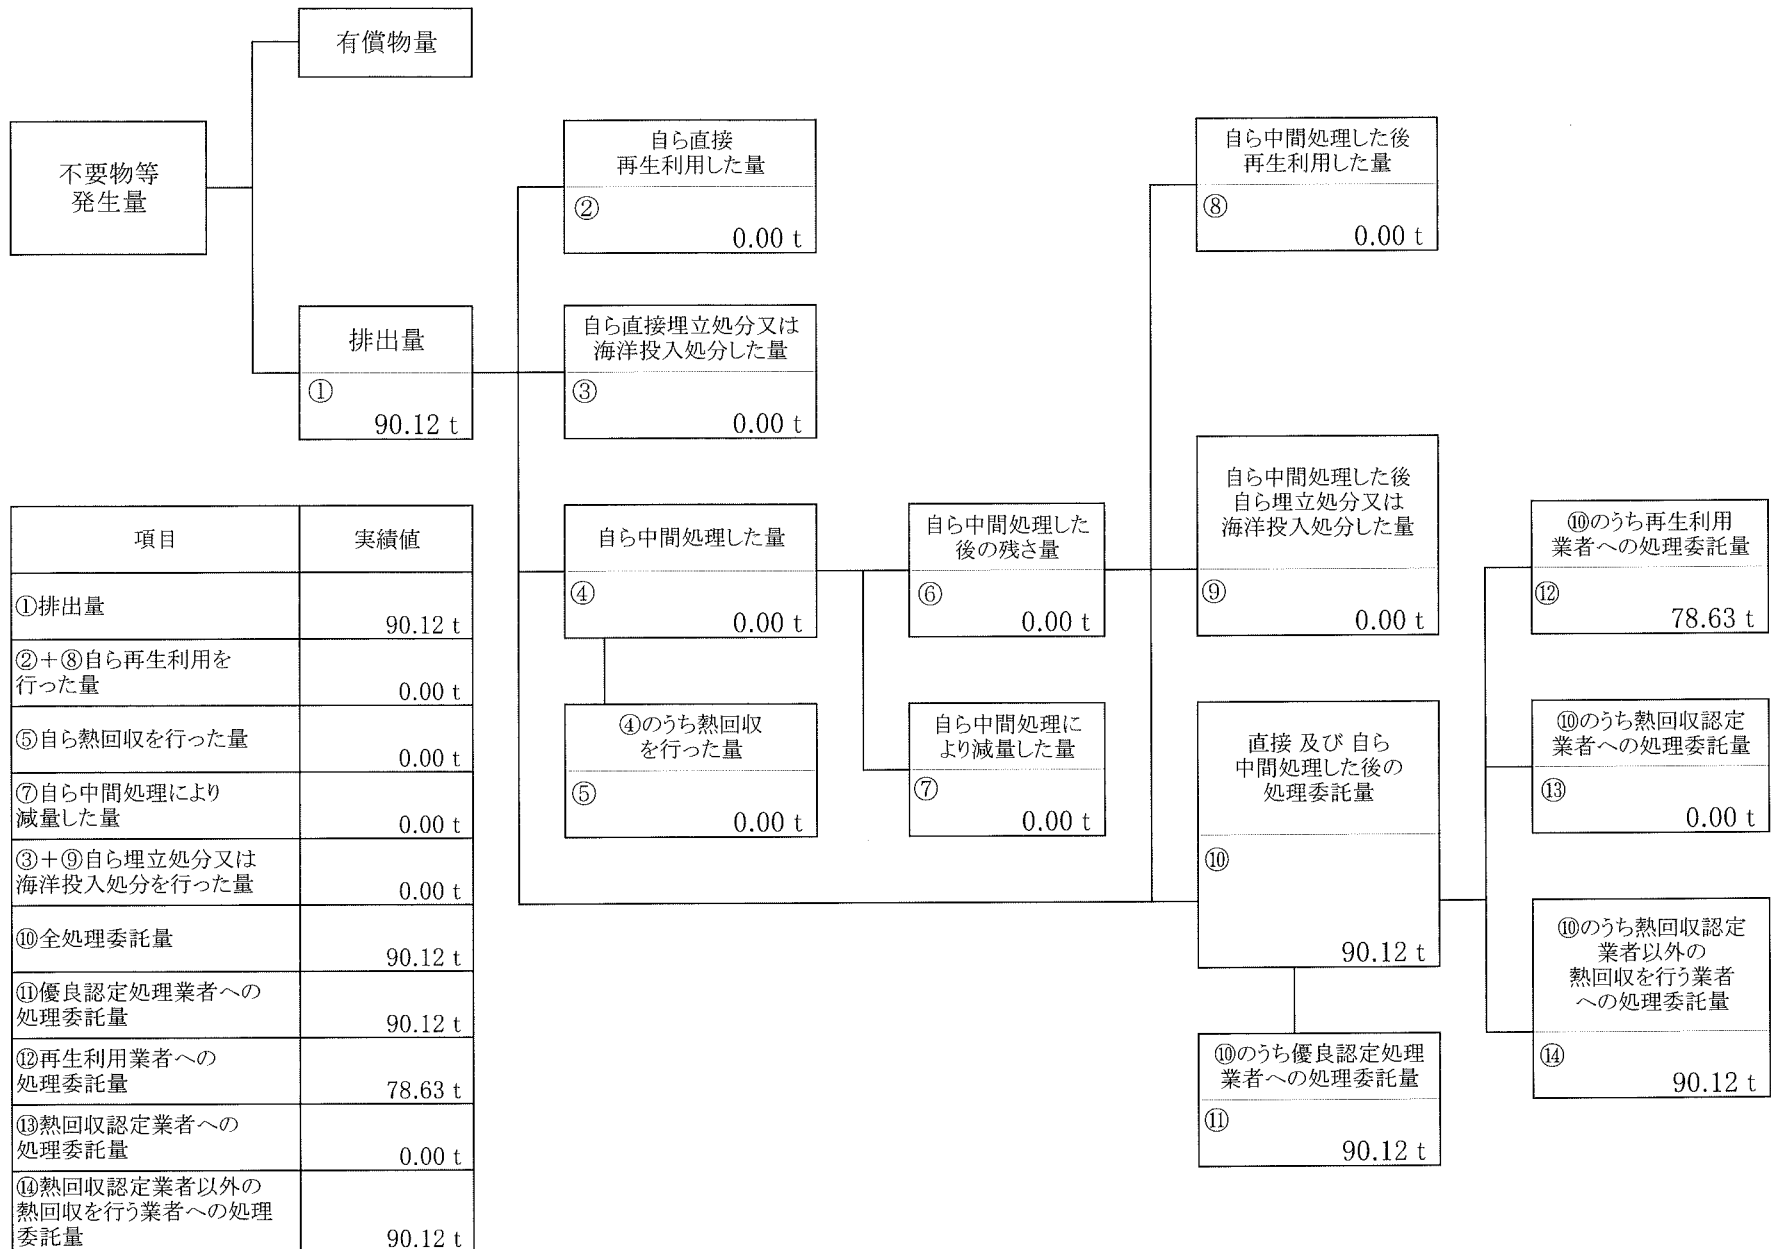 有償物量
不要物等
発生量
排出量
①
90.12 t
自ら直接
再生利用した量
②
0.00 t
自ら直接埋立処分又は
海洋投入処分した量
③
0.00 t
自ら中間処理した量
④
0.00 t
④のうち熱回収
を行った量
⑤
0.00 t
自ら中間処理した
後の残さ量
⑥
0.00 t
自ら中間処理に
より減量した量
⑦
0.00 t
自ら中間処理した後
再生利用した量
⑧
0.00 t
自ら中間処理した後
自ら埋立処分又は
海洋投入処分した量
⑨
0.00 t
直接 及び 自ら
中間処理した後の
処理委託量
⑩
90.12 t
⑩のうち優良認定処理
業者への処理委託量
⑪
90.12 t
⑩のうち再生利用
業者への処理委託量
⑫
78.63 t
⑩のうち熱回収認定
業者への処理委託量
⑬
0.00 t
⑩のうち熱回収認定
業者以外の
熱回収を行う業者
への処理委託量
⑭
90.12 t
項目 実績値
①排出量
90.12 t
②＋⑧自ら再生利用を
行った量
0.00 t
⑤自ら熱回収を行った量
0.00 t
⑦自ら中間処理により
減量した量
0.00 t
③＋⑨自ら埋立処分又は
海洋投入処分を行った量
0.00 t
⑩全処理委託量
90.12 t
⑪優良認定処理業者への
処理委託量
90.12 t
⑫再生利用業者への
処理委託量
78.63 t
⑬熱回収認定業者への
処理委託量
0.00 t
⑭熱回収認定業者以外の
熱回収を行う業者への処理
委託量
90.12 t